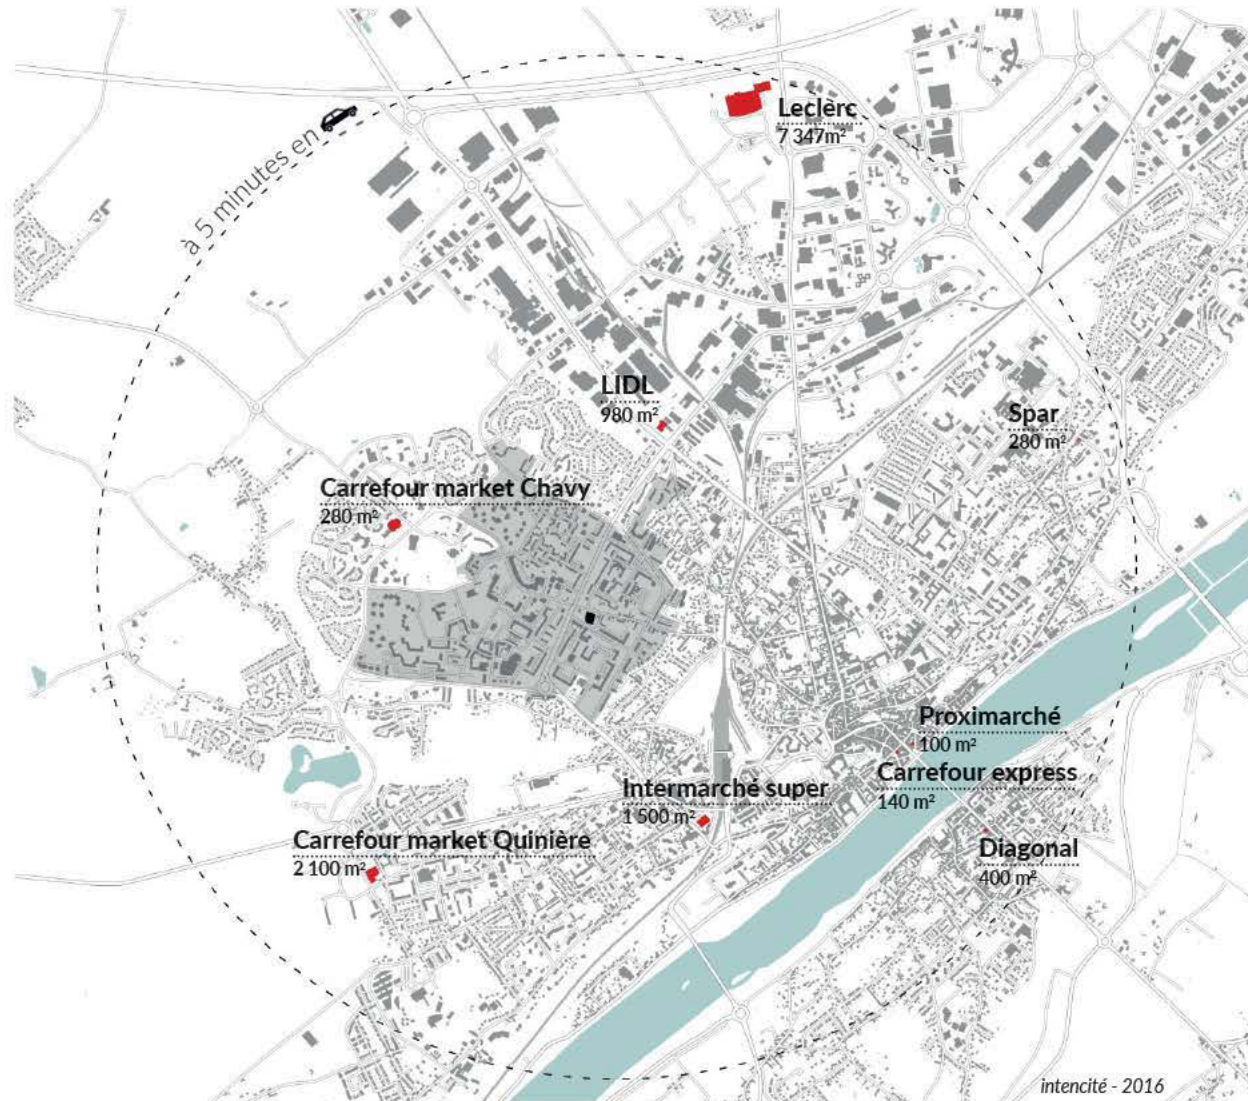 Leclèrc
7 347m²
à 5 minutes en
LIDL
980 m²
Spar
280 m²
Carrefour market Chavy
280 m²
Proximarché
100 m²
Carrefour express
140 m²
Intermarché super
1 500 m²
Carrefour market Quinière
2 100 m²
Diagonal
400 m²
intencité - 2016